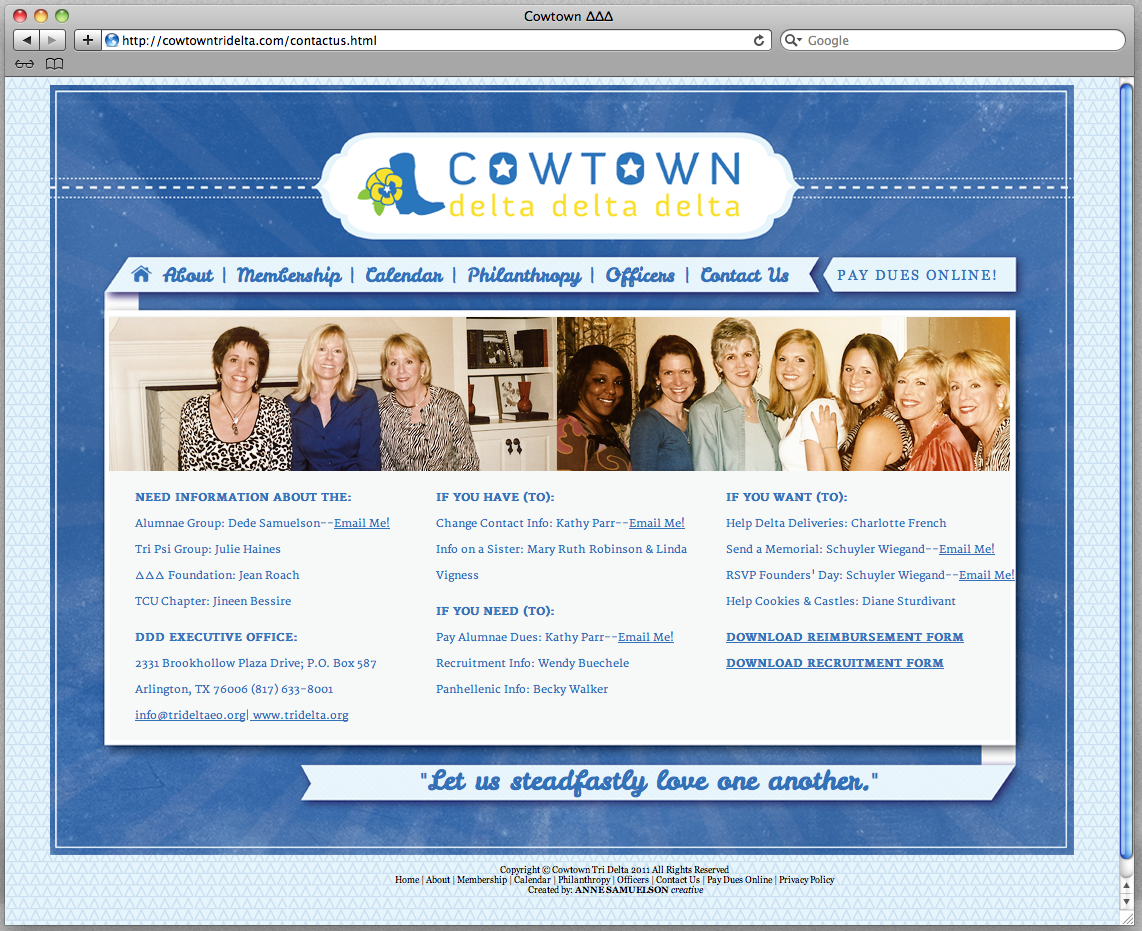 Cowtown ΔΔΔ
http://cowtowntridelta.com/contactus.html
Google
COWTOWN
delta delta delta
About | Membership | Calendar | Philanthropy | Officers | Contact Us
PAY DUES ONLINE!
NEED INFORMATION ABOUT THE:
Alumnae Group: Dede Samuelson--Email Me!
Tri Psi Group: Julie Haines
ΔΔΔ Foundation: Jean Roach
TCU Chapter: Jineen Bessire
DDD EXECUTIVE OFFICE:
2331 Brookhollow Plaza Drive; P.O. Box 587
Arlington, TX 76006 (817) 633-8001
info@trideltaeo.org| www.tridelta.org
IF YOU HAVE (TO):
Change Contact Info: Kathy Parr--Email Me!
Info on a Sister: Mary Ruth Robinson & Linda
Vigness
IF YOU NEED (TO):
Pay Alumnae Dues: Kathy Parr--Email Me!
Recruitment Info: Wendy Buechele
Panhellenic Info: Becky Walker
IF YOU WANT (TO):
Help Delta Deliveries: Charlotte French
Send a Memorial: Schuyler Wiegand--Email Me!
RSVP Founders' Day: Schuyler Wiegand--Email Me!
Help Cookies & Castles: Diane Sturdivant
DOWNLOAD REIMBURSEMENT FORM
DOWNLOAD RECRUITMENT FORM
"Let us steadfastly love one another."
Copyright © Cowtown Tri Delta 2011 All Rights Reserved
Home | About | Membership | Calendar | Philanthropy | Officers | Contact Us | Pay Dues Online | Privacy Policy
Created by: ANNE SAMUELSON creative